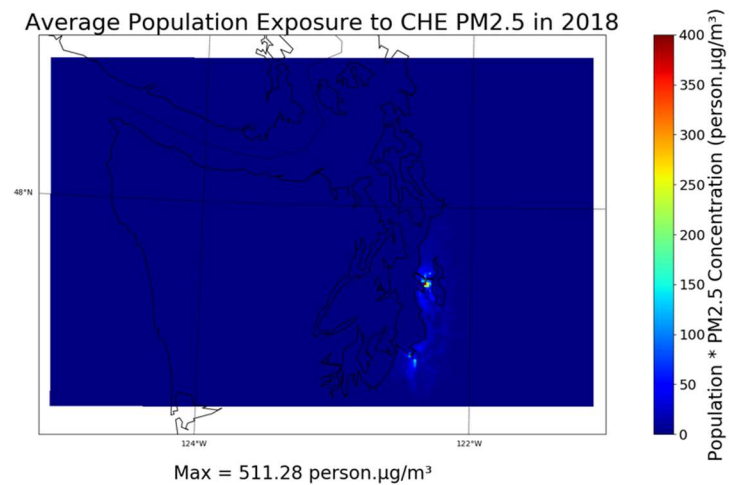 Average Population Exposure to CHE PM2.5 in 2018
48°N
124°W
122°W
Max = 511.28 person.µg/m³
400
350
300
250
200
150
100
50
0
Population * PM2.5 Concentration (person.µg/m³)